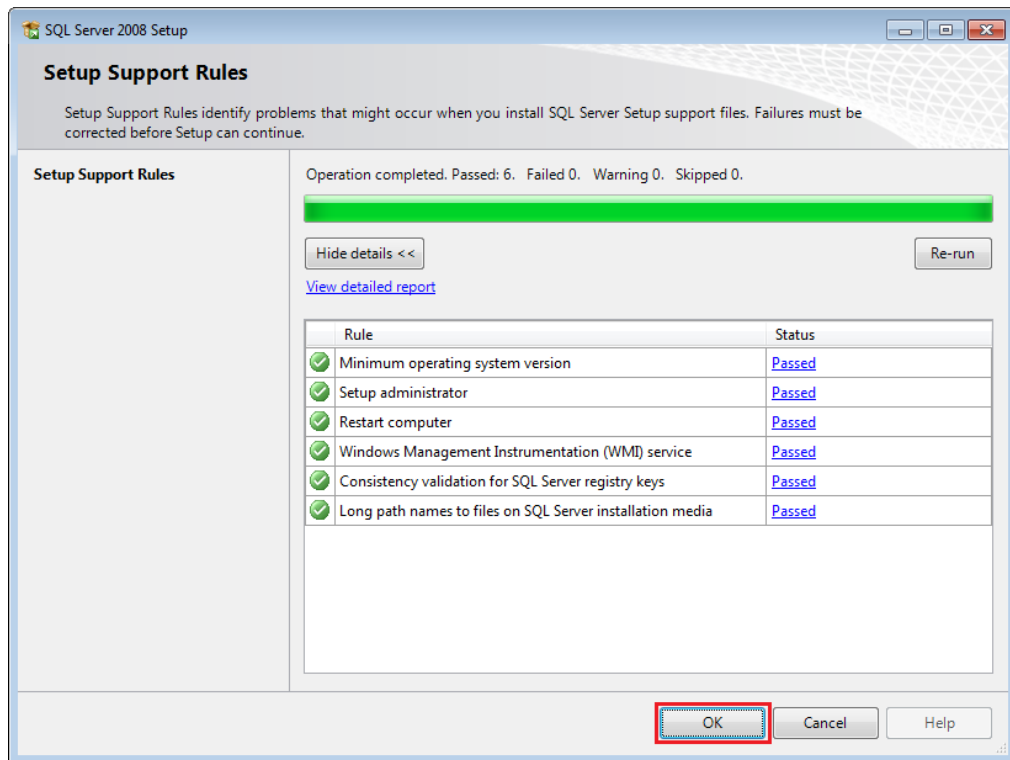 SQL Server 2008 Setup
Setup Support Rules
Setup Support Rules identify problems that might occur when you install SQL Server Setup support files. Failures must be
corrected before Setup can continue.
Setup Support Rules
Operation completed. Passed: 6.   Failed 0.   Warning 0.   Skipped 0.
Hide details <<
Re-run
View detailed report
Rule Status
Minimum operating system version Passed
Setup administrator Passed
Restart computer Passed
Windows Management Instrumentation (WMI) service Passed
Consistency validation for SQL Server registry keys Passed
Long path names to files on SQL Server installation media Passed
OK Cancel Help